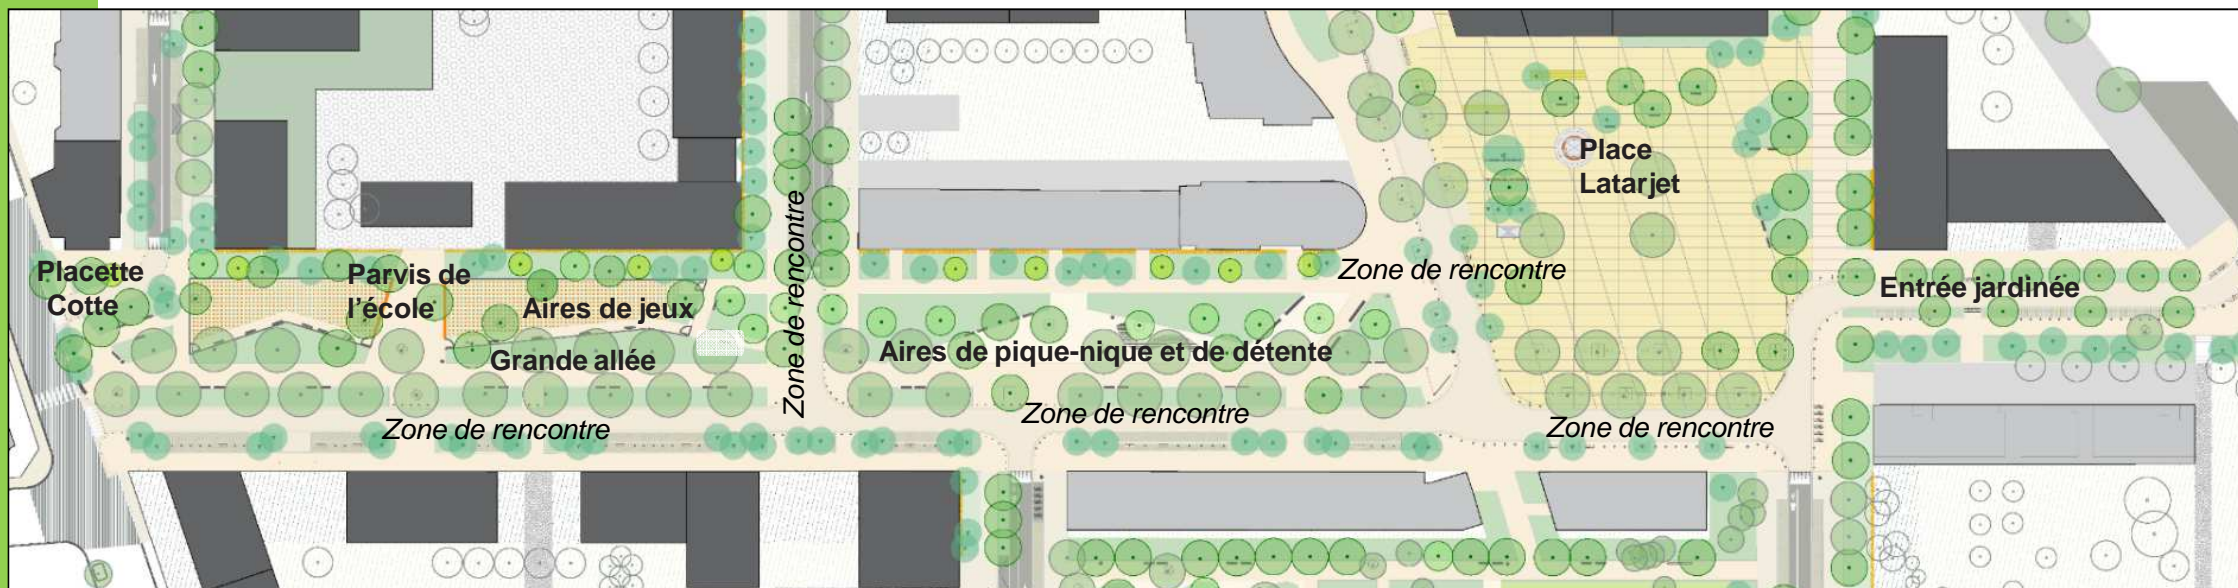 Placette
Cotte
Parvis de
l'école
Aires de jeux
Grande allée
Zone de rencontre
Zone de rencontre
Aires de pique-nique et de détente
Zone de rencontre
Zone de rencontre
Place
Latarjet
Zone de rencontre
Entrée jardinée